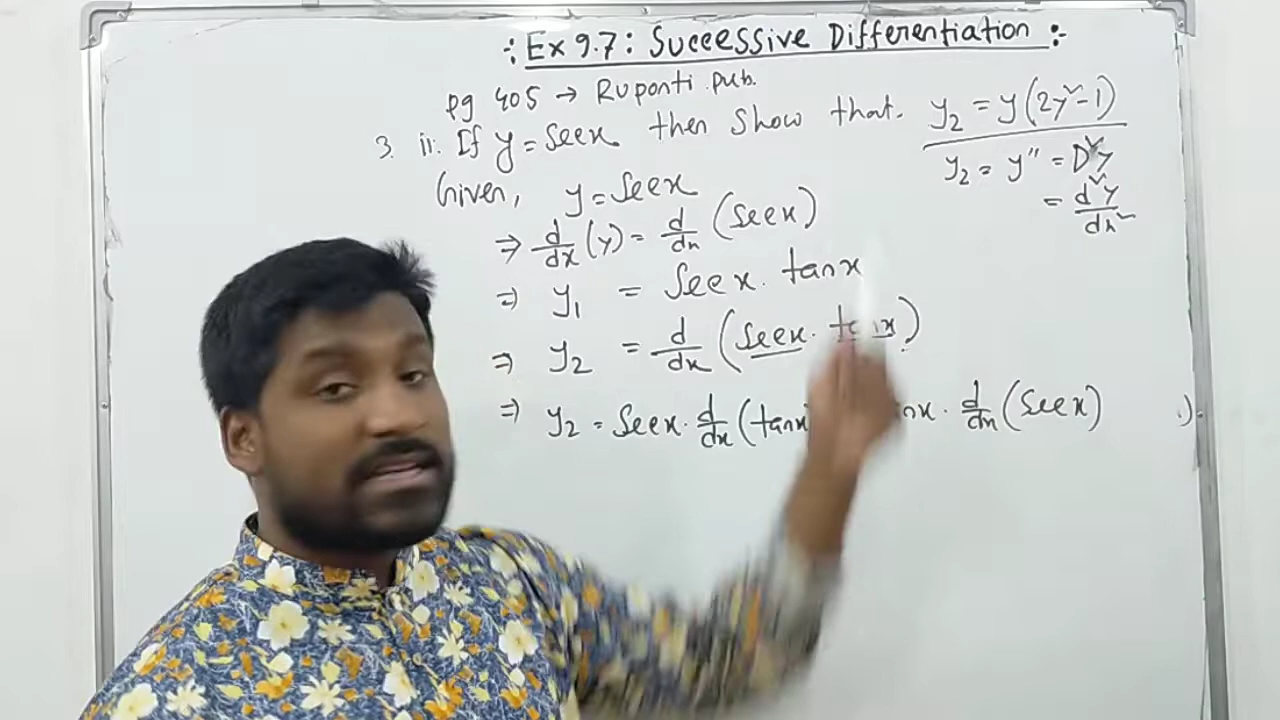 :Ex 9.7: Successive Differentiation :-
pg 405 → Ruponti pub.
3. ii. If y = Secx then Show that. y₂ = y(2y² - 1)
y₂ = y'' = D²y
= d²y/dx²
Given, y = Secx
⇒ d/dx (y) = d/dx (Secx)
⇒ y₁ = Secx. tanx
⇒ y₂ = d/dx (Secx. tanx)
⇒ y₂ = Secx. d/dx (tanx) nx. d/dx (Secx)